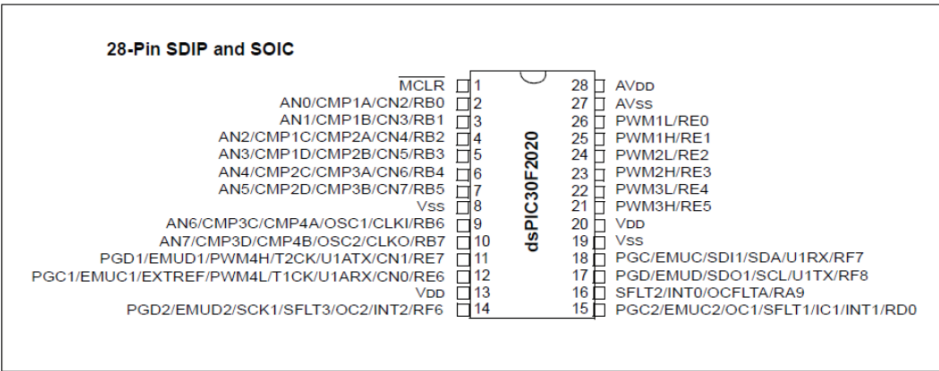 28-Pin SDIP and SOIC
MCLR 1 28 AVDD
AN0/CMP1A/CN2/RB0 2 27 AVSS
AN1/CMP1B/CN3/RB1 3 26 PWM1L/RE0
AN2/CMP1C/CMP2A/CN4/RB2 4 25 PWM1H/RE1
AN3/CMP1D/CMP2B/CN5/RB3 5 24 PWM2L/RE2
AN4/CMP2C/CMP3A/CN6/RB4 6 23 PWM2H/RE3
AN5/CMP2D/CMP3B/CN7/RB5 7 22 PWM3L/RE4
VSS 8 21 PWM3H/RE5
AN6/CMP3C/CMP4A/OSC1/CLKI/RB6 9 20 VDD
AN7/CMP3D/CMP4B/OSC2/CLKO/RB7 10 19 VSS
PGD1/EMUD1/PWM4H/T2CK/U1ATX/CN1/RE7 11 18 PGC/EMUC/SDI1/SDA/U1RX/RF7
PGC1/EMUC1/EXTREF/PWM4L/T1CK/U1ARX/CN0/RE6 12 17 PGD/EMUD/SDO1/SCL/U1TX/RF8
VDD 13 16 SFLT2/INT0/OCFLTA/RA9
PGD2/EMUD2/SCK1/SFLT3/OC2/INT2/RF6 14 15 PGC2/EMUC2/OC1/SFLT1/IC1/INT1/RD0
dsPIC30F2020